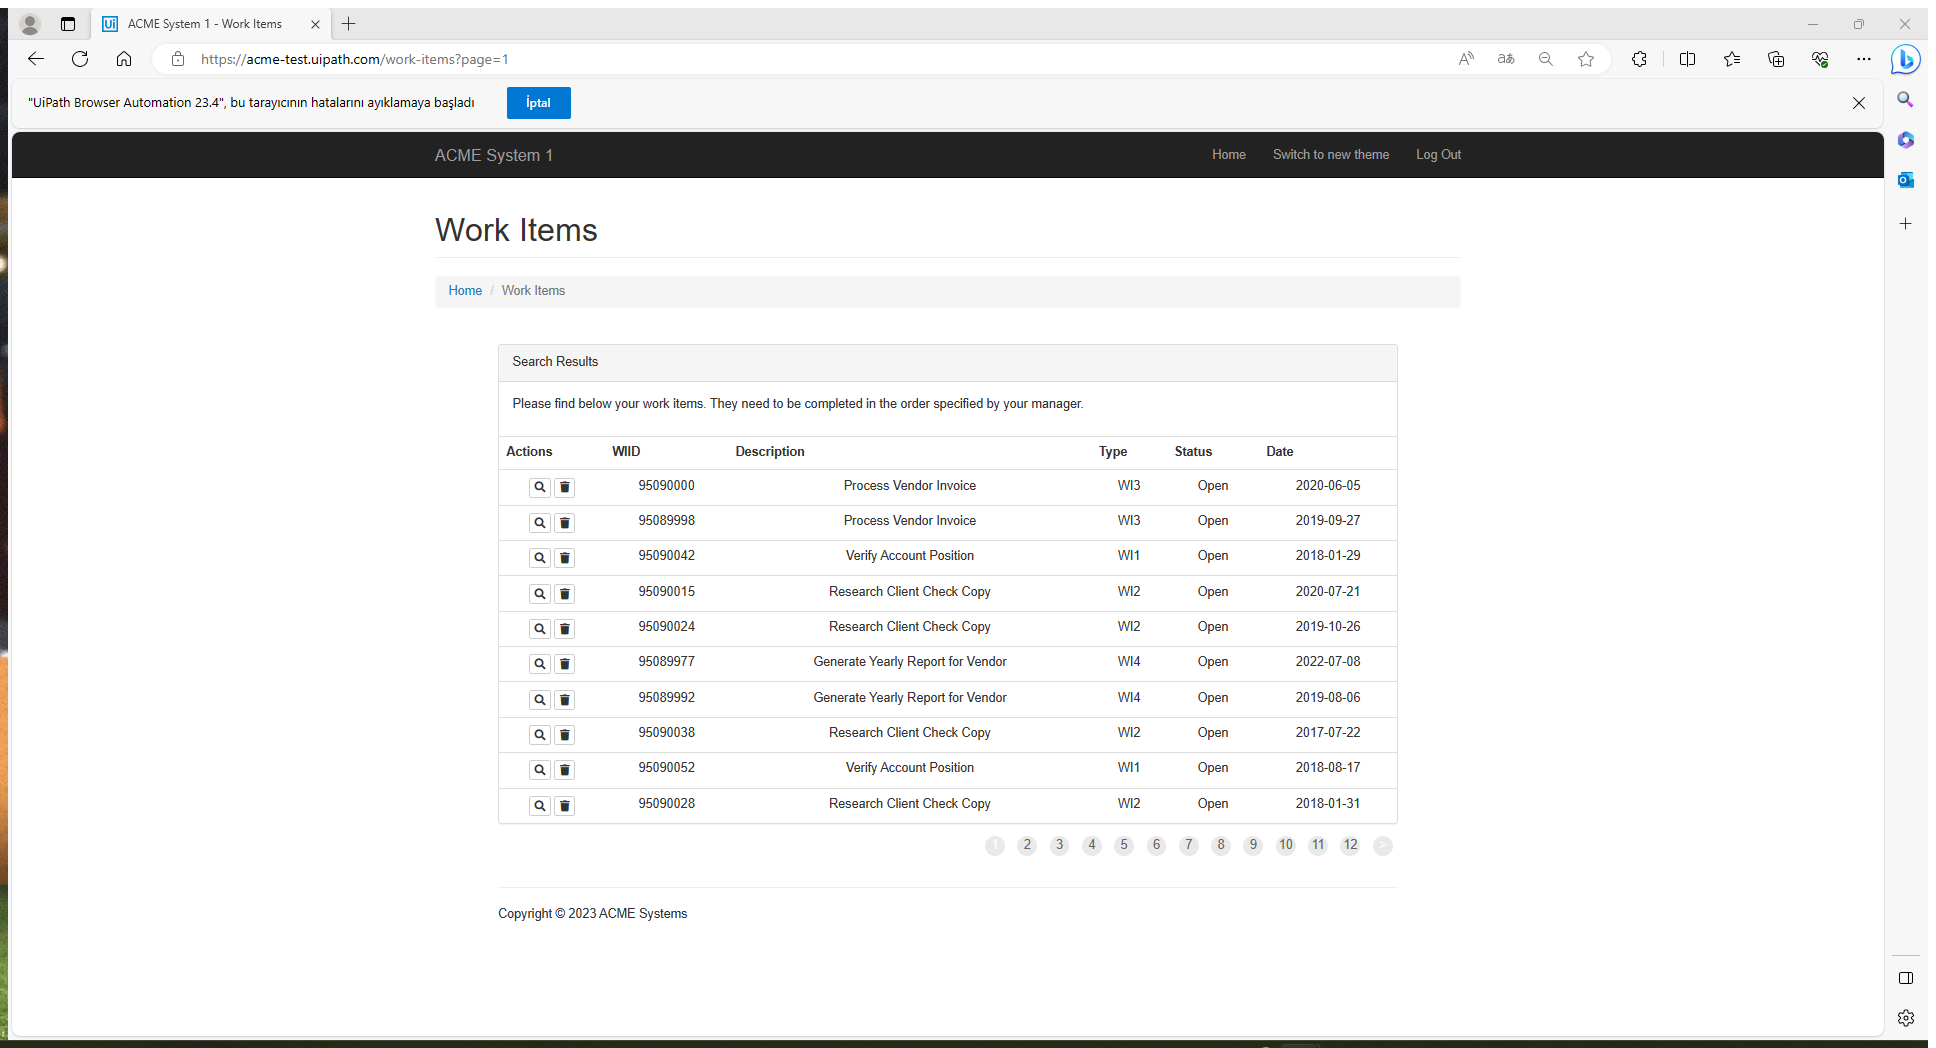 ACME System 1 - Work Items
https://acme-test.uipath.com/work-items?page=1
"UiPath Browser Automation 23.4", bu tarayıcının hatalarını ayıklamaya başladı İptal
ACME System 1 Home Switch to new theme Log Out
Work Items
Home / Work Items
Search Results
Please find below your work items. They need to be completed in the order specified by your manager.
Actions WIID Description Type Status Date
95090000 Process Vendor Invoice WI3 Open 2020-06-05
95089998 Process Vendor Invoice WI3 Open 2019-09-27
95090042 Verify Account Position WI1 Open 2018-01-29
95090015 Research Client Check Copy WI2 Open 2020-07-21
95090024 Research Client Check Copy WI2 Open 2019-10-26
95089977 Generate Yearly Report for Vendor WI4 Open 2022-07-08
95089992 Generate Yearly Report for Vendor WI4 Open 2019-08-06
95090038 Research Client Check Copy WI2 Open 2017-07-22
95090052 Verify Account Position WI1 Open 2018-08-17
95090028 Research Client Check Copy WI2 Open 2018-01-31
1 2 3 4 5 6 7 8 9 10 11 12 >
Copyright © 2023 ACME Systems